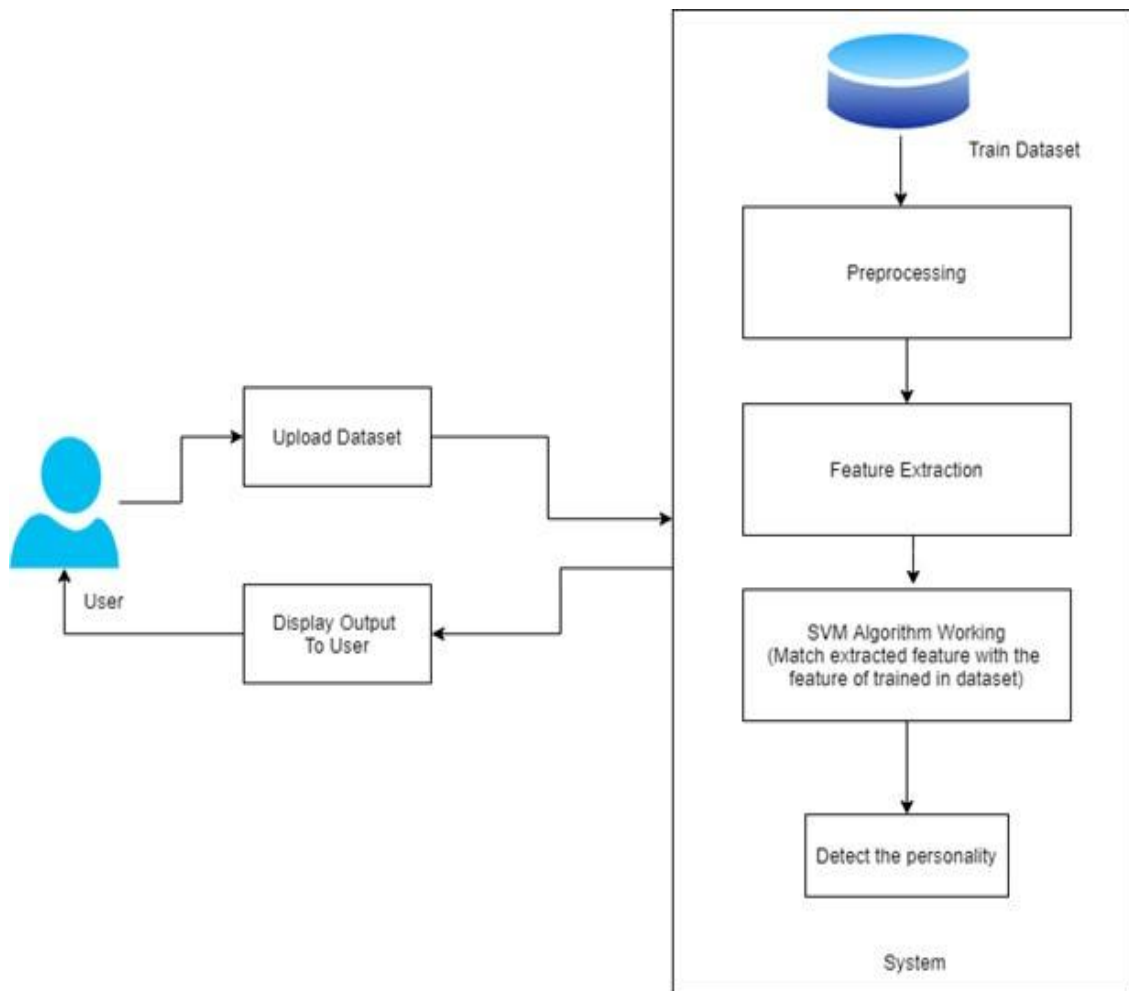 Train Dataset
Preprocessing
Upload Dataset
Feature Extraction
User
Display Output
To User
SVM Algorithm Working
(Match extracted feature with the
feature of trained in dataset)
Detect the personality
System